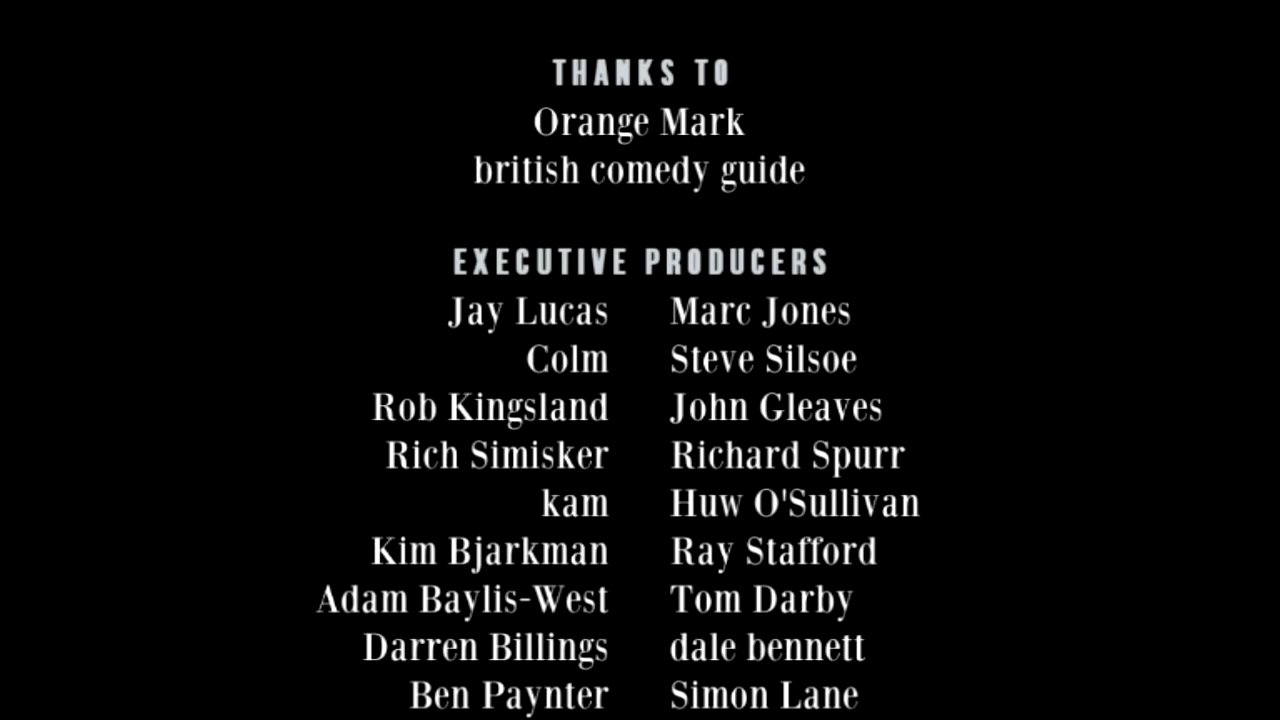 THANKS TO
Orange Mark
british comedy guide
EXECUTIVE PRODUCERS
Jay Lucas Marc Jones
Colm Steve Silsoe
Rob Kingsland John Gleaves
Rich Simisker Richard Spurr
kam Huw O'Sullivan
Kim Bjarkman Ray Stafford
Adam Baylis-West Tom Darby
Darren Billings dale bennett
Ben Paynter Simon Lane